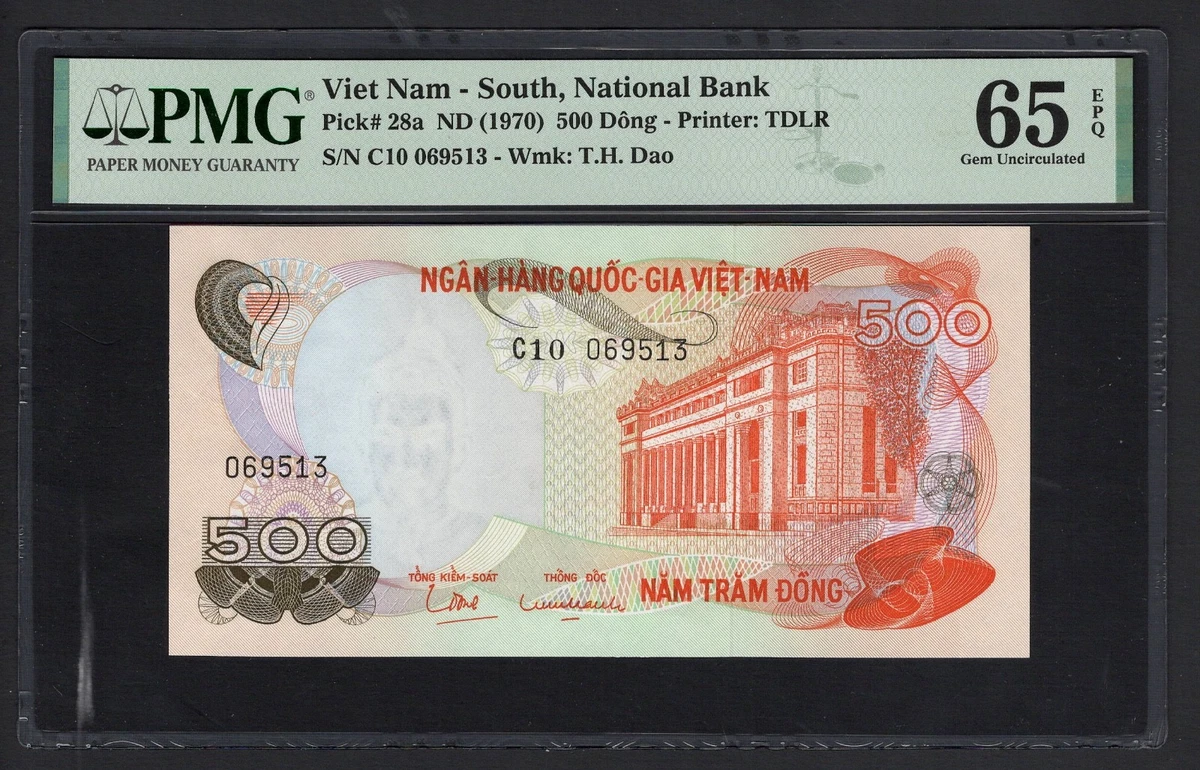 PMG®
PAPER MONEY GUARANTY
Viet Nam - South, National Bank
Pick# 28a ND (1970) 500 Dông - Printer: TDLR
S/N C10 069513 - Wmk: T.H. Dao
65
EPQ
Gem Uncirculated
NGÂN-HÀNG QUỐC-GIA VIỆT-NAM
500
C10 069513
069513
500
TỔNG KIỂM-SOÁT
THỐNG ĐỐC
NĂM TRĂM ĐỒNG